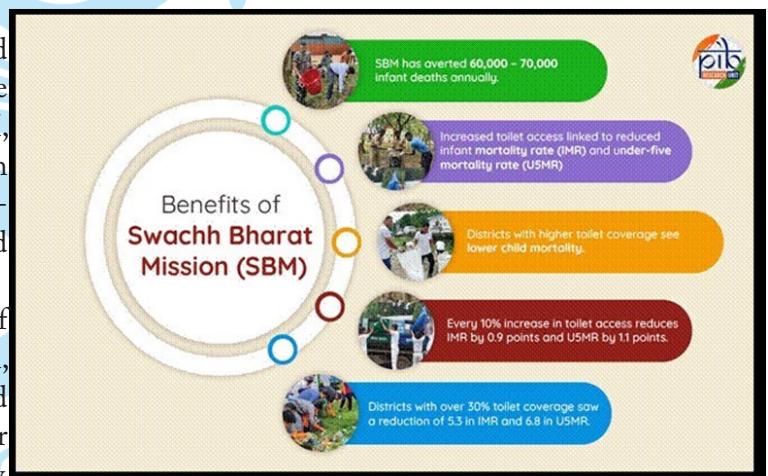 Benefits of
Swachh Bharat
Mission (SBM)
SBM has averted 60,000 – 70,000
infant deaths annually.
Increased toilet access linked to reduced
infant mortality rate (IMR) and under-five
mortality rate (U5MR)
Districts with higher toilet coverage see
lower child mortality.
Every 10% increase in toilet access reduces
IMR by 0.9 points and U5MR by 1.1 points.
Districts with over 30% toilet coverage saw
a reduction of 5.3 in IMR and 6.8 in U5MR.
pib
RESEARCH UNIT